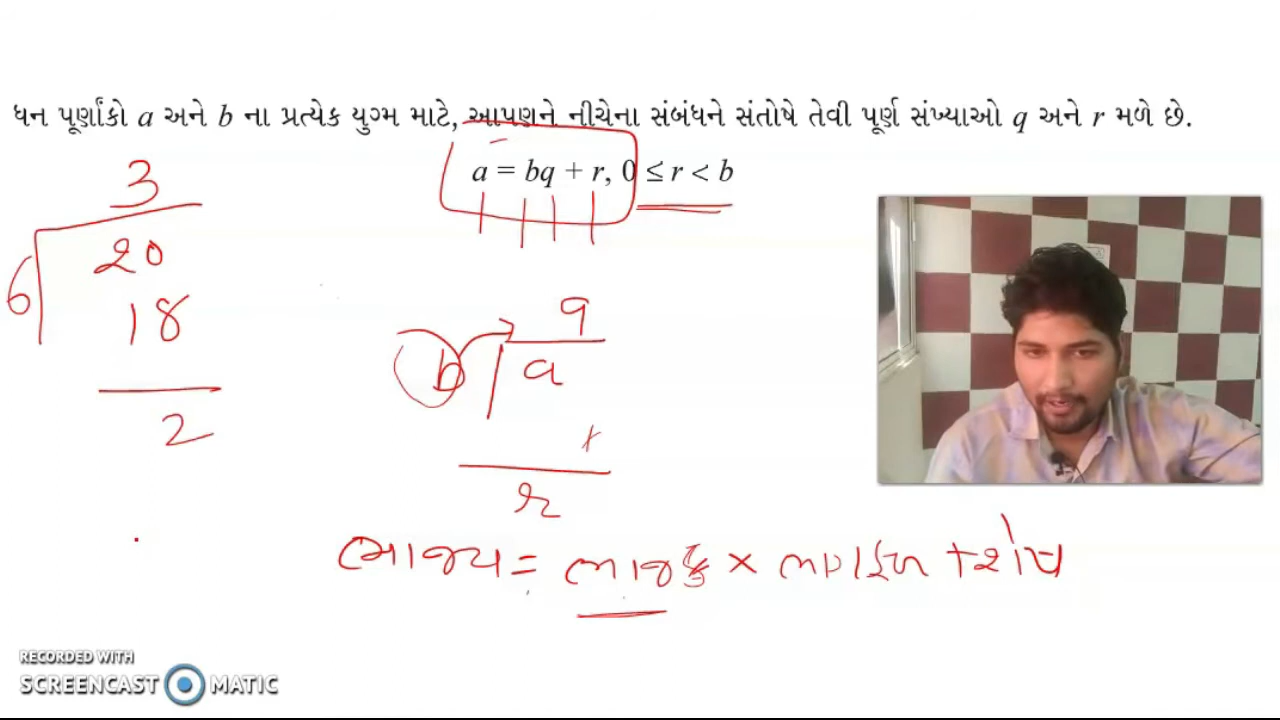 ધન પૂર્ણાંકો a અને b ના પ્રત્યેક યુગ્મ માટે, આપણને નીચેના સંબંધને સંતોષે તેવી પૂર્ણ સંખ્યાઓ q અને r મળે છે.
a = bq + r, 0 ≤ r < b
3
6 20
18
2
q
b a
r
ભાજ્ય = ભાજક × ભાગફળ + શેષ
RECORDED WITH
SCREENCAST MATIC